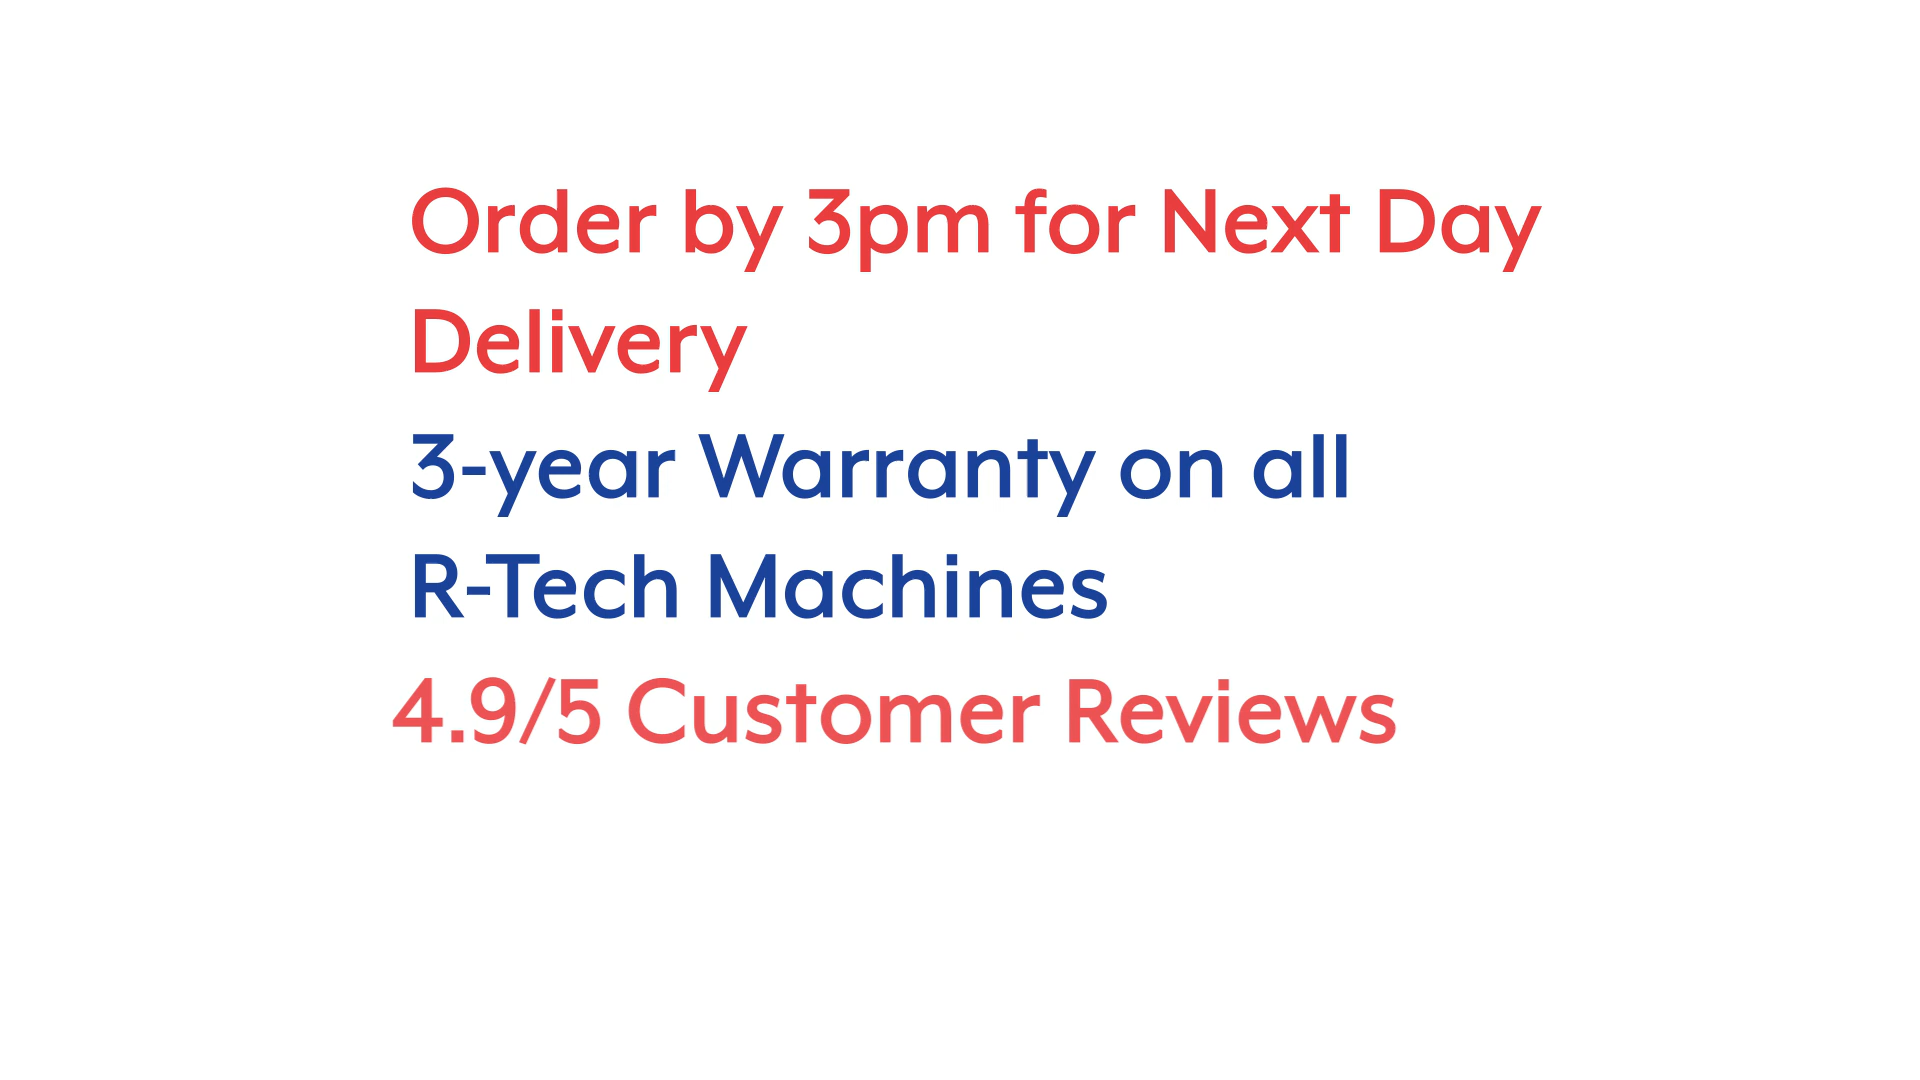 Order by 3pm for Next Day
Delivery
3-year Warranty on all
R-Tech Machines
4.9/5 Customer Reviews